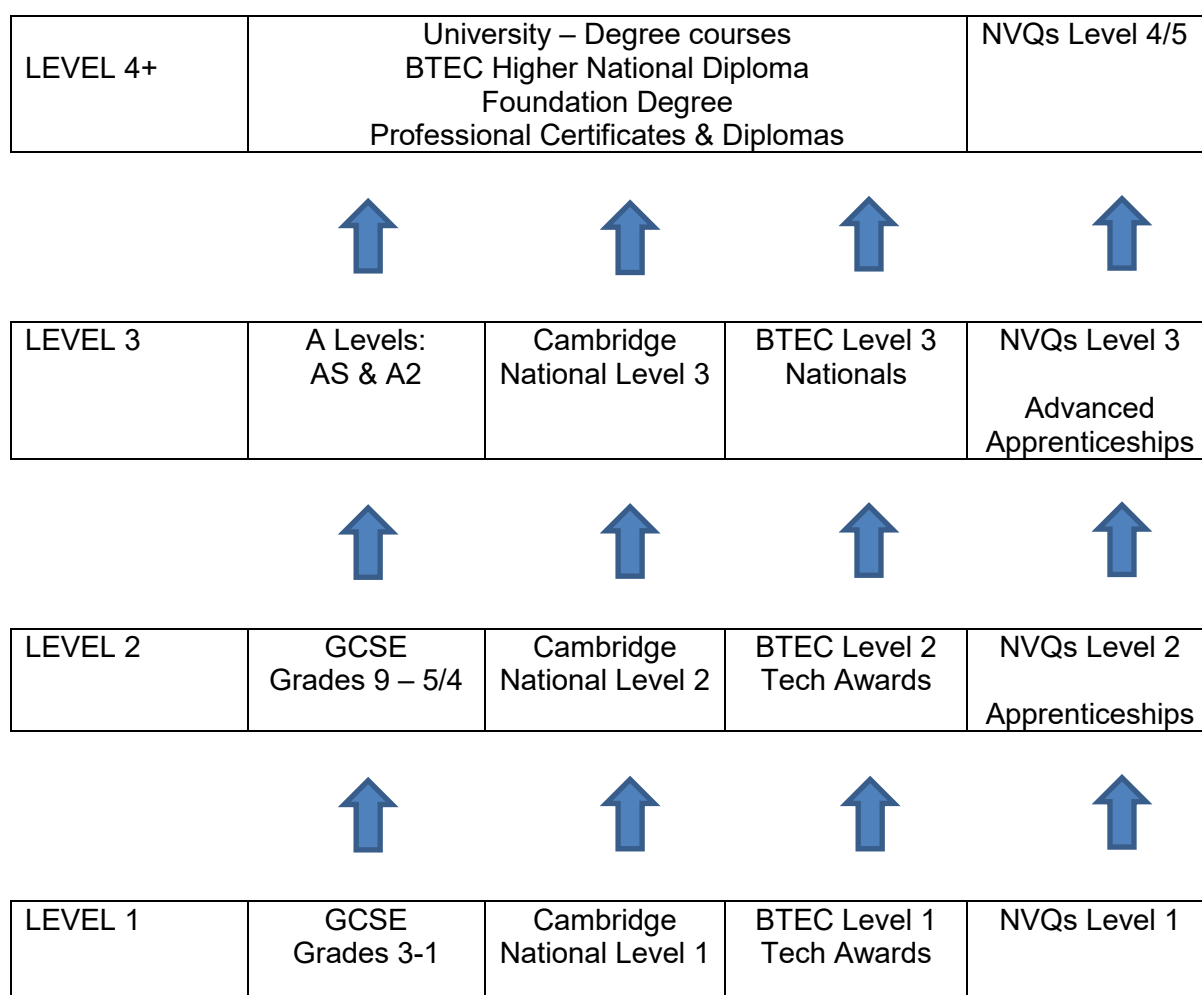 LEVEL 4+
University – Degree courses
BTEC Higher National Diploma
Foundation Degree
Professional Certificates & Diplomas
NVQs Level 4/5
LEVEL 3
A Levels:
AS & A2
Cambridge
National Level 3
BTEC Level 3
Nationals
NVQs Level 3
Advanced
Apprenticeships
LEVEL 2
GCSE
Grades 9 – 5/4
Cambridge
National Level 2
BTEC Level 2
Tech Awards
NVQs Level 2
Apprenticeships
LEVEL 1
GCSE
Grades 3-1
Cambridge
National Level 1
BTEC Level 1
Tech Awards
NVQs Level 1